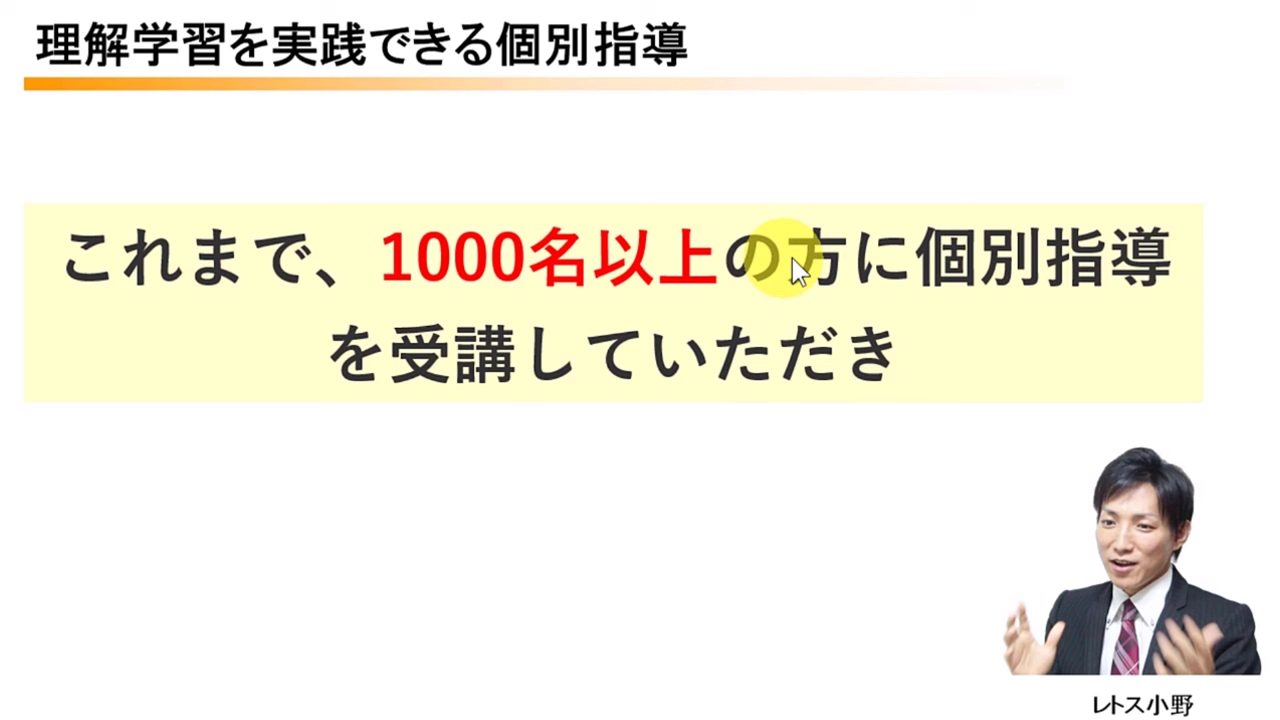 理解学習を実践できる個別指導
これまで、1000名以上の方に個別指導
を受講していただき
レトス小野